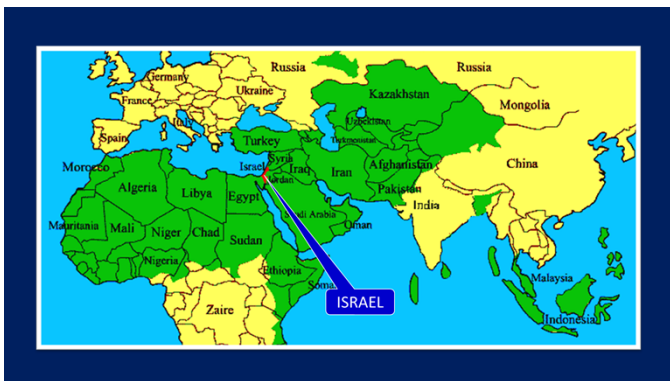 Russia
Russia
Germany
Ukraine
France
Kazakhstan
Mongolia
Italy
Spain
Uzbekistan
Turkey
Turkmenistan
China
Morocco
Israel
Syria
Iraq
Iran
Afghanistan
Jordan
Pakistan
Algeria
Libya
Egypt
India
Saudi Arabia
Mauritania
Mali
Niger
Chad
Oman
Sudan
Nigeria
Ethiopia
Malaysia
Soma
ISRAEL
Zaire
Indonesia